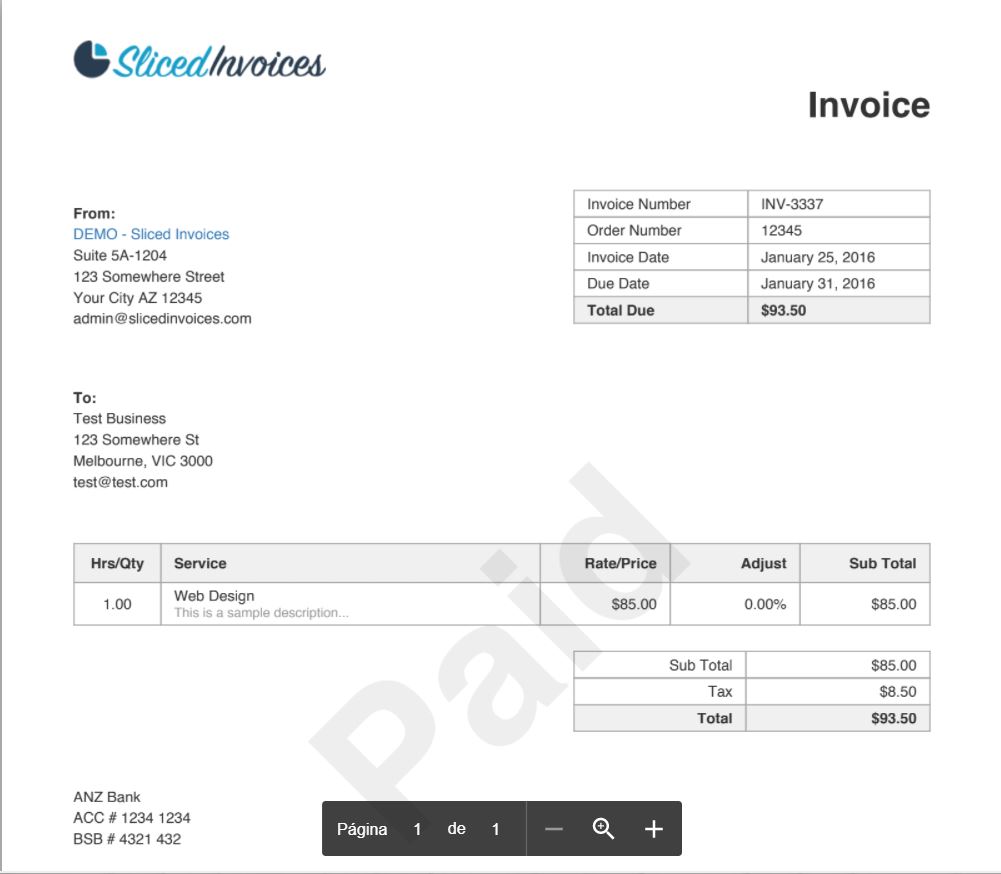 Sliced Invoices
Invoice
From:
DEMO - Sliced Invoices
Suite 5A-1204
123 Somewhere Street
Your City AZ 12345
admin@slicedinvoices.com
Invoice Number INV-3337
Order Number 12345
Invoice Date January 25, 2016
Due Date January 31, 2016
Total Due $93.50
To:
Test Business
123 Somewhere St
Melbourne, VIC 3000
test@test.com
Paid
Hrs/Qty Service Rate/Price Adjust Sub Total
1.00 Web Design $85.00 0.00% $85.00
This is a sample description...
Sub Total $85.00
Tax $8.50
Total $93.50
ANZ Bank
ACC # 1234 1234
BSB # 4321 432
Página 1 de 1